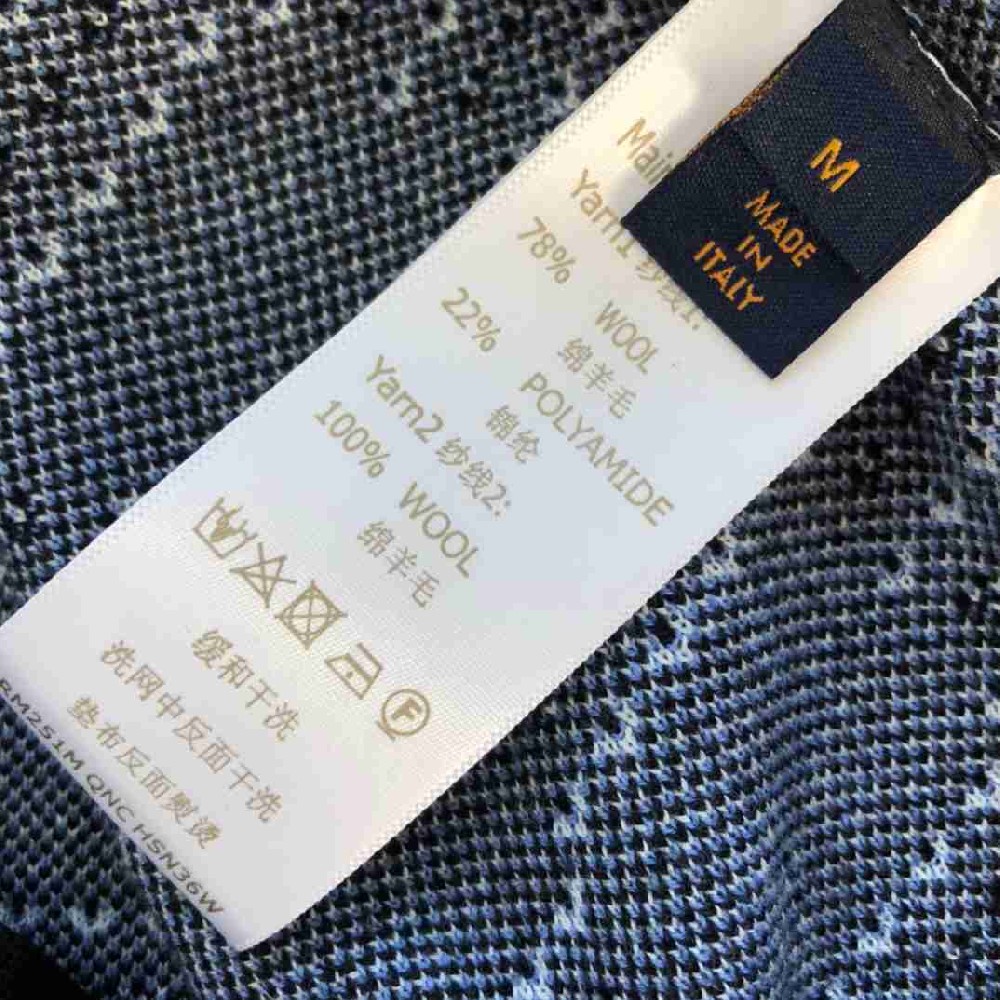 M
MADE
IN
ITALY
Yarn1 纱线1:
78% WOOL
绵羊毛
22% POLYAMIDE
锦纶
Yarn2 纱线2:
100% WOOL
绵羊毛
F
缓和干洗
洗网中反面干洗
垫布反面熨烫
RM251M QNC HSN36W